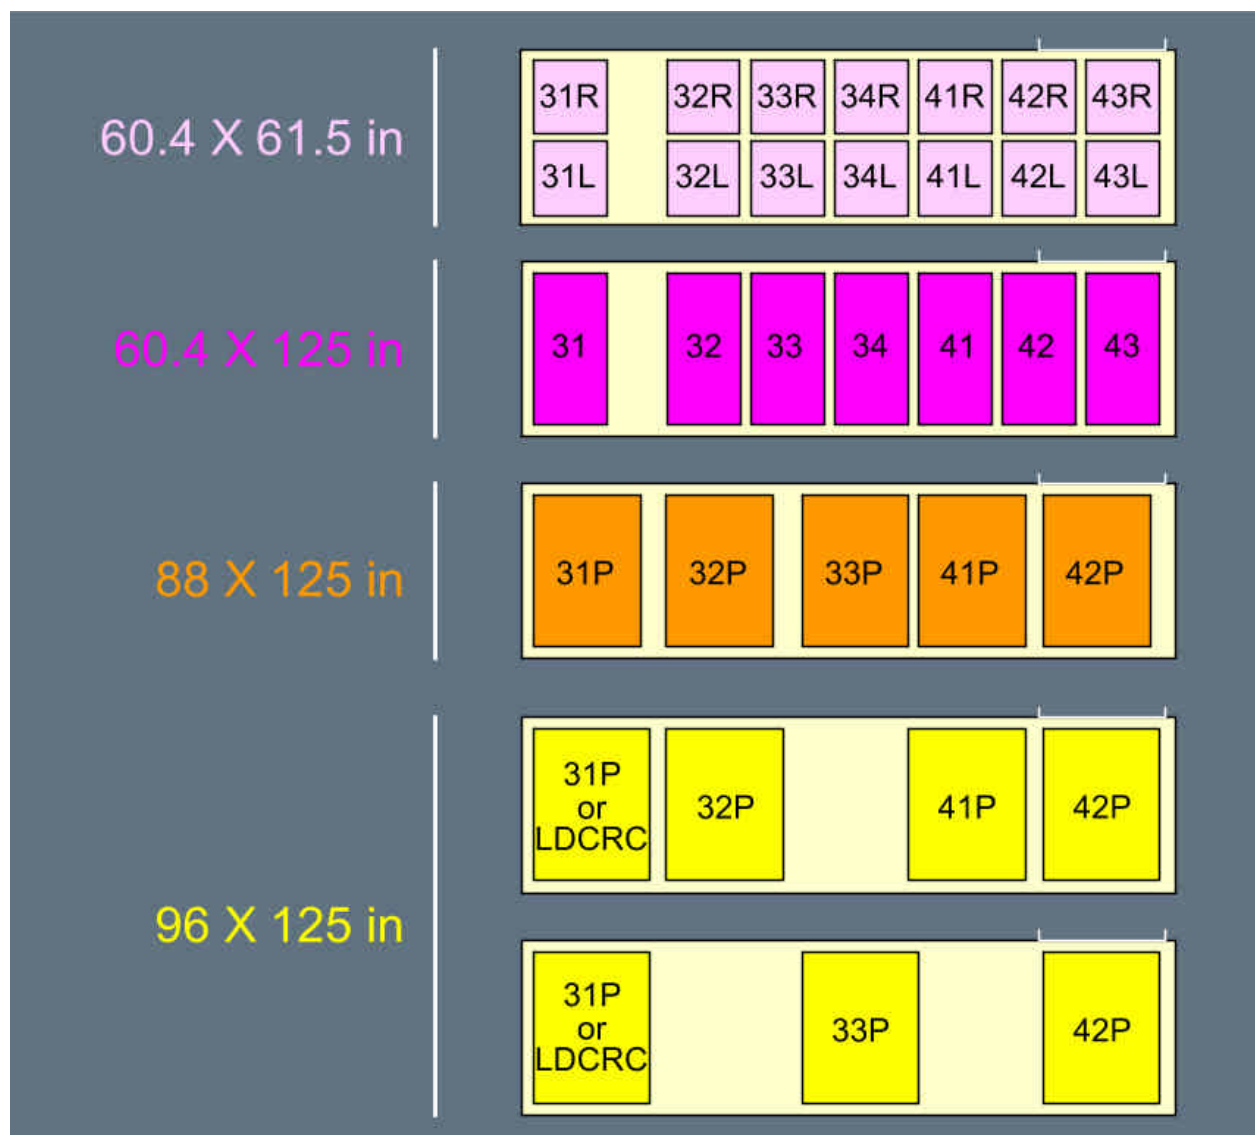 60.4 X 61.5 in
31R 32R 33R 34R 41R 42R 43R
31L 32L 33L 34L 41L 42L 43L
60.4 X 125 in
31 32 33 34 41 42 43
88 X 125 in
31P 32P 33P 41P 42P
96 X 125 in
31P
or
LDCRC
32P 41P 42P
31P
or
LDCRC
33P 42P